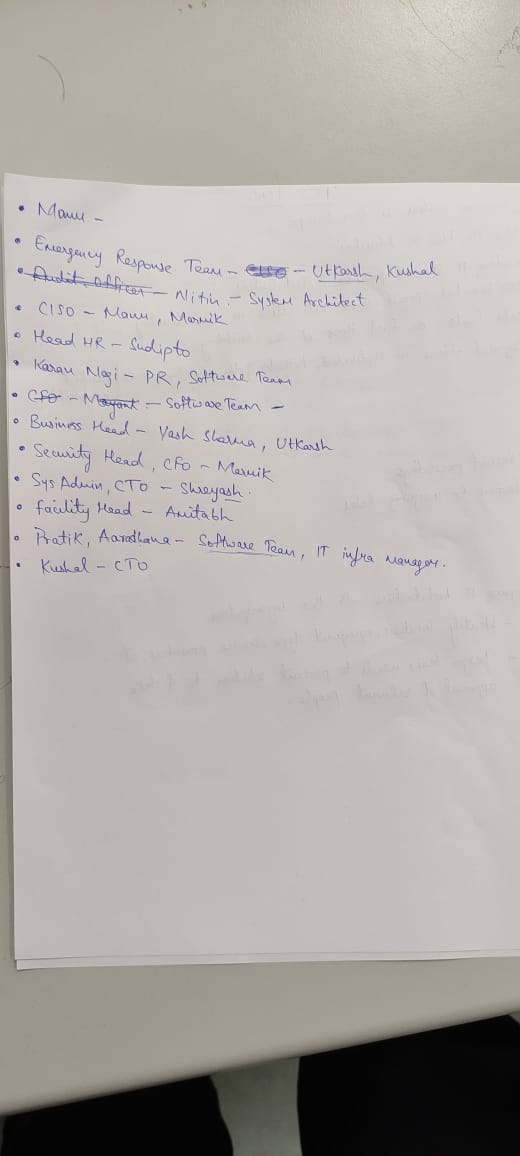 • Manu -
• Emergency Response Team - CISO - Utkarsh, Kushal
• Audit officer - Nitin - System Architect
• CISO - Manu, Marnik
• Head HR - Sudipto
• Karan Negi - PR, Software Team
• CFO - Mayank - Software Team -
• Business Head - Yash Sharma, Utkarsh
• Security Head, CFO - Marnik
• Sys Admin, CTO - Shreyash.
• Facility Head - Amitabh
• Pratik, Aaradhana - Software Team, IT infra Manager.
• Kushal - CTO